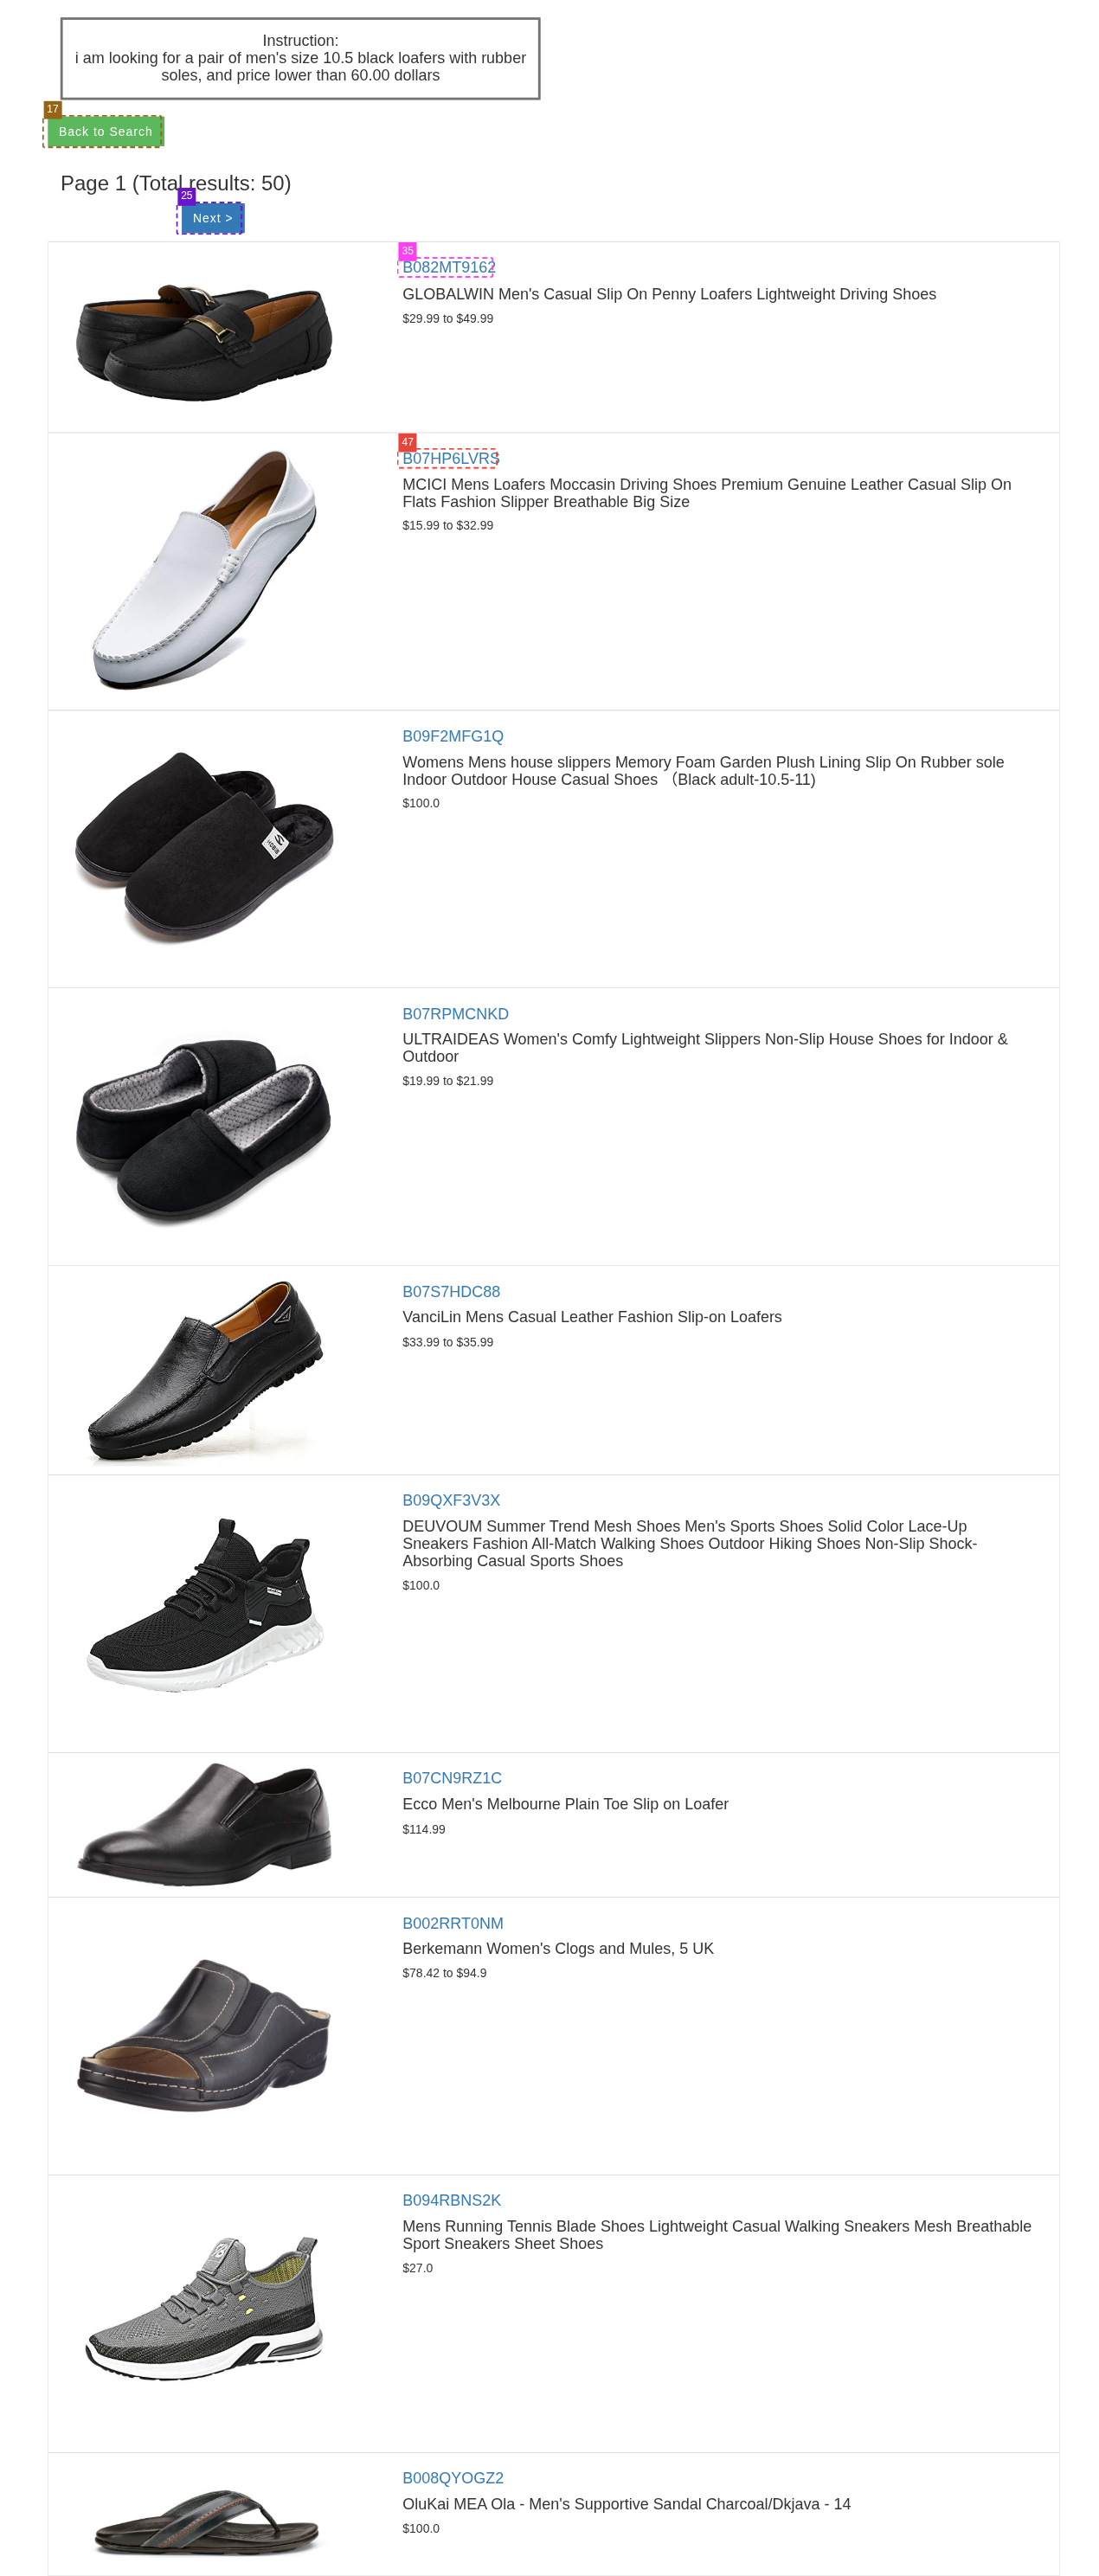 Instruction:
i am looking for a pair of men's size 10.5 black loafers with rubber
soles, and price lower than 60.00 dollars
17
Back to Search
Page 1 (Total results: 50)
25
Next >
35
B082MT9162
GLOBALWIN Men's Casual Slip On Penny Loafers Lightweight Driving Shoes
$29.99 to $49.99
47
B07HP6LVRS
MCICI Mens Loafers Moccasin Driving Shoes Premium Genuine Leather Casual Slip On
Flats Fashion Slipper Breathable Big Size
$15.99 to $32.99
B09F2MFG1Q
Womens Mens house slippers Memory Foam Garden Plush Lining Slip On Rubber sole
Indoor Outdoor House Casual Shoes （Black adult-10.5-11)
$100.0
B07RPMCNKD
ULTRAIDEAS Women's Comfy Lightweight Slippers Non-Slip House Shoes for Indoor &
Outdoor
$19.99 to $21.99
B07S7HDC88
VanciLin Mens Casual Leather Fashion Slip-on Loafers
$33.99 to $35.99
B09QXF3V3X
DEUVOUM Summer Trend Mesh Shoes Men's Sports Shoes Solid Color Lace-Up
Sneakers Fashion All-Match Walking Shoes Outdoor Hiking Shoes Non-Slip Shock-
Absorbing Casual Sports Shoes
$100.0
B07CN9RZ1C
Ecco Men's Melbourne Plain Toe Slip on Loafer
$114.99
B002RRT0NM
Berkemann Women's Clogs and Mules, 5 UK
$78.42 to $94.9
B094RBNS2K
Mens Running Tennis Blade Shoes Lightweight Casual Walking Sneakers Mesh Breathable
Sport Sneakers Sheet Shoes
$27.0
B008QYOGZ2
OluKai MEA Ola - Men's Supportive Sandal Charcoal/Dkjava - 14
$100.0